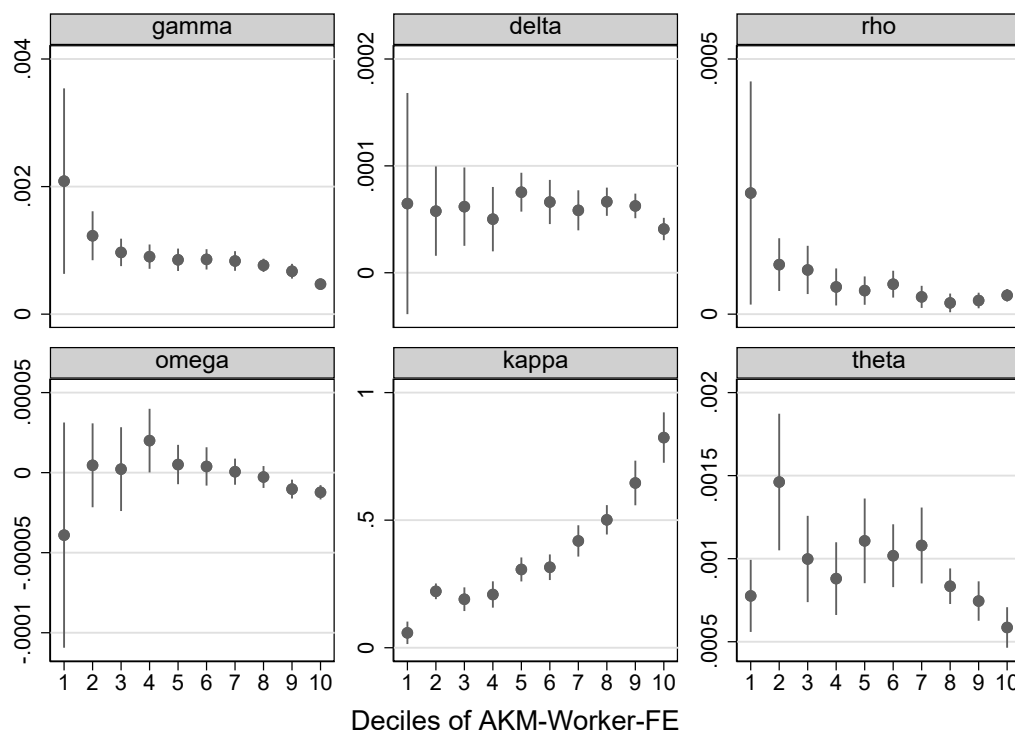 gamma
delta
rho
.004
.002
0
.0002
.0001
0
.0005
0
omega
kappa
theta
.00005
0
-.00005
-.0001
1
.5
0
.002
.0015
.001
.0005
1 2 3 4 5 6 7 8 9 10
1 2 3 4 5 6 7 8 9 10
1 2 3 4 5 6 7 8 9 10
Deciles of AKM-Worker-FE